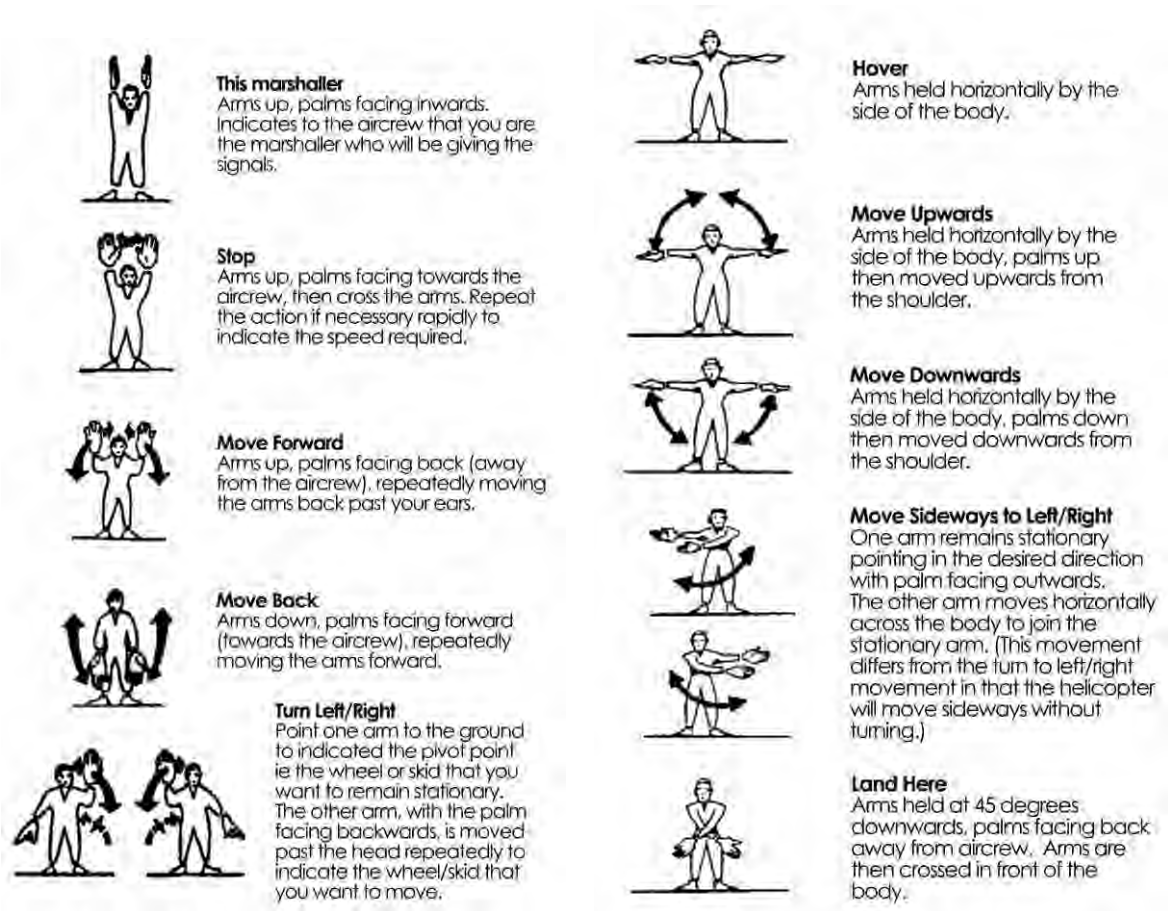 This marshaller
Arms up, palms facing inwards.
Indicates to the aircrew that you are
the marshaller who will be giving the
signals.
Stop
Arms up, palms facing towards the
aircrew, then cross the arms. Repeat
the action if necessary rapidly to
indicate the speed required.
Move Forward
Arms up, palms facing back (away
from the aircrew), repeatedly moving
the arms back past your ears.
Move Back
Arms down, palms facing forward
(towards the aircrew), repeatedly
moving the arms forward.
Turn Left/Right
Point one arm to the ground
to indicated the pivot point
ie the wheel or skid that you
want to remain stationary.
The other arm, with the palm
facing backwards, is moved
past the head repeatedly to
indicate the wheel/skid that
you want to move.
Hover
Arms held horizontally by the
side of the body.
Move Upwards
Arms held horizontally by the
side of the body, palms up
then moved upwards from
the shoulder.
Move Downwards
Arms held horizontally by the
side of the body, palms down
then moved downwards from
the shoulder.
Move Sideways to Left/Right
One arm remains stationary
pointing in the desired direction
with palm facing outwards.
The other arm moves horizontally
across the body to join the
stationary arm. (This movement
differs from the turn to left/right
movement in that the helicopter
will move sideways without
turning.)
Land Here
Arms held at 45 degrees
downwards, palms facing back
away from aircrew. Arms are
then crossed in front of the
body.